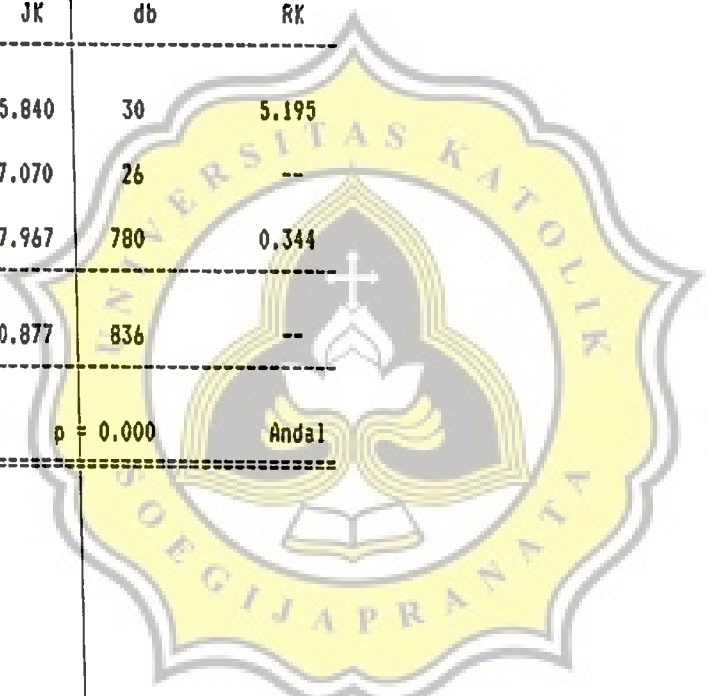 JK db RK
5.840 30 5.195
7.070 26 --
7.967 780 0.344
0.877 836 --
p = 0.000 Andal
UNIVERSITAS KATOLIK
SOEGIJAPRANATA